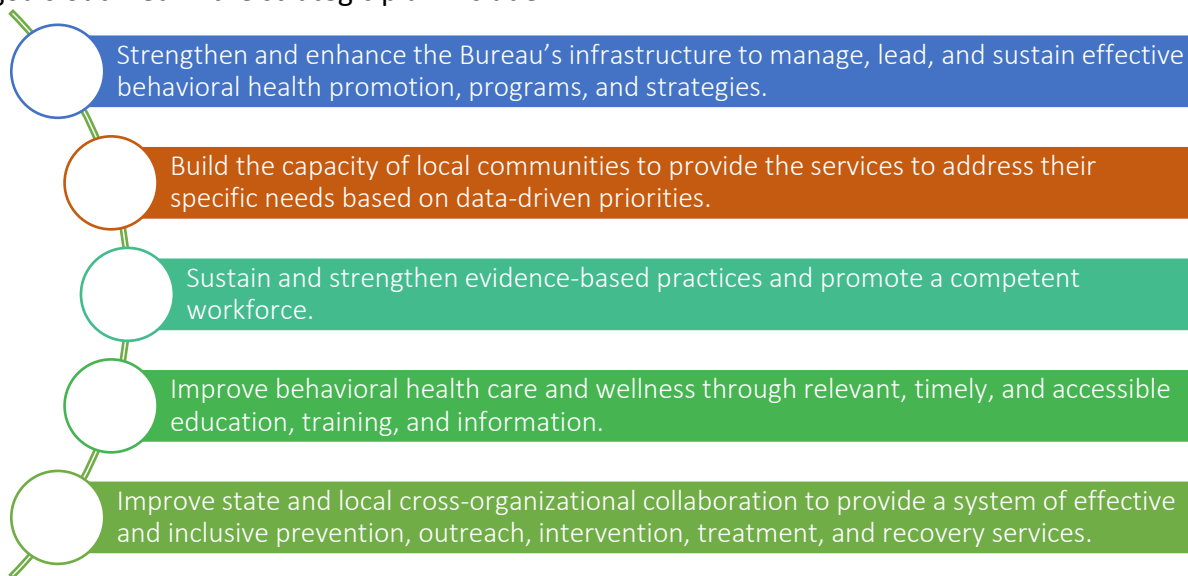 Strengthen and enhance the Bureau’s infrastructure to manage, lead, and sustain effective
behavioral health promotion, programs, and strategies.
Build the capacity of local communities to provide the services to address their
specific needs based on data-driven priorities.
Sustain and strengthen evidence-based practices and promote a competent
workforce.
Improve behavioral health care and wellness through relevant, timely, and accessible
education, training, and information.
Improve state and local cross-organizational collaboration to provide a system of effective
and inclusive prevention, outreach, intervention, treatment, and recovery services.